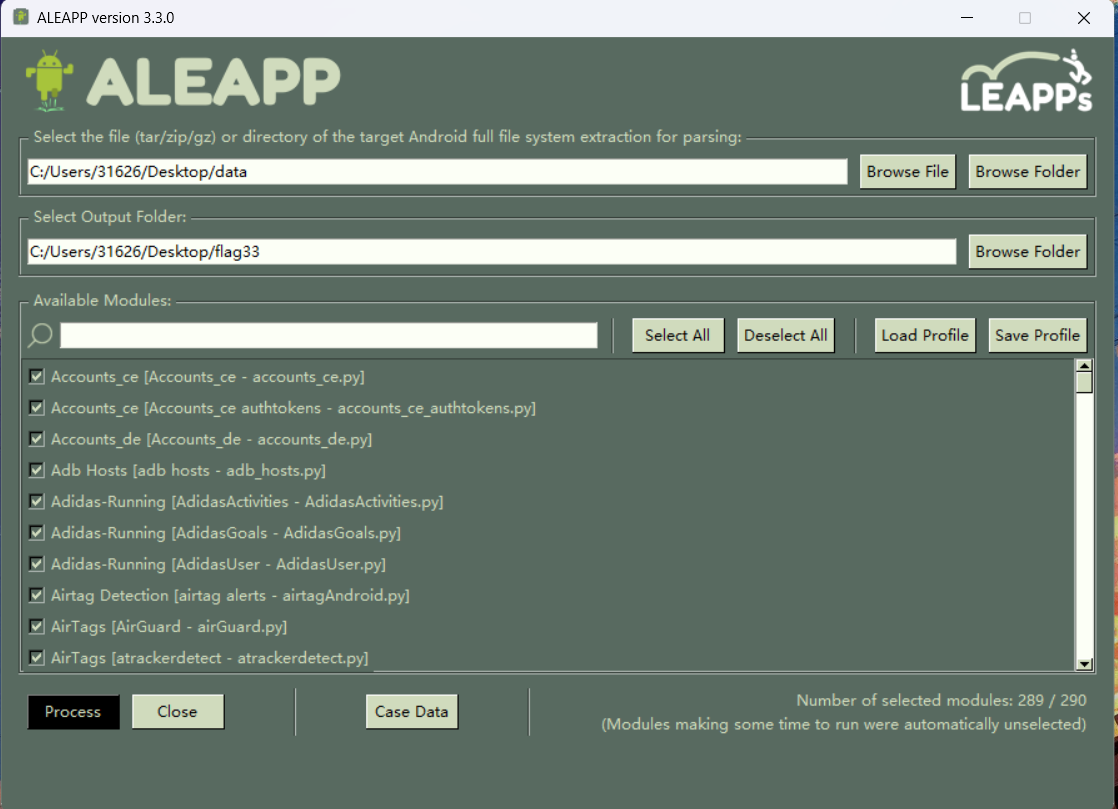 ALEAPP version 3.3.0
ALEAPP
LEAPPs
Select the file (tar/zip/gz) or directory of the target Android full file system extraction for parsing:
C:/Users/31626/Desktop/data
Browse File
Browse Folder
Select Output Folder:
C:/Users/31626/Desktop/flag33
Browse Folder
Available Modules:
Select All
Deselect All
Load Profile
Save Profile
Accounts_ce [Accounts_ce - accounts_ce.py]
Accounts_ce [Accounts_ce authtokens - accounts_ce_authtokens.py]
Accounts_de [Accounts_de - accounts_de.py]
Adb Hosts [adb hosts - adb_hosts.py]
Adidas-Running [AdidasActivities - AdidasActivities.py]
Adidas-Running [AdidasGoals - AdidasGoals.py]
Adidas-Running [AdidasUser - AdidasUser.py]
Airtag Detection [airtag alerts - airtagAndroid.py]
AirTags [AirGuard - airGuard.py]
AirTags [atrackerdetect - atrackerdetect.py]
Process
Close
Case Data
Number of selected modules: 289 / 290
(Modules making some time to run were automatically unselected)